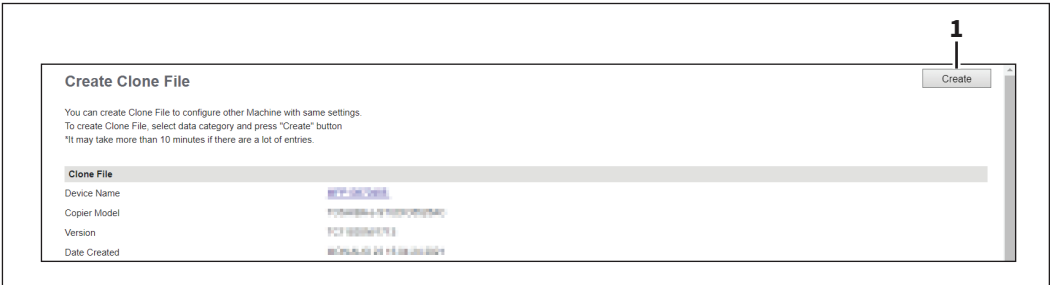 1
Create Clone File
Create
You can create Clone File to configure other Machine with same settings.
To create Clone File, select data category and press "Create" button
*It may take more than 10 minutes if there are a lot of entries.
Clone File
Device Name
Copier Model
Version
Date Created